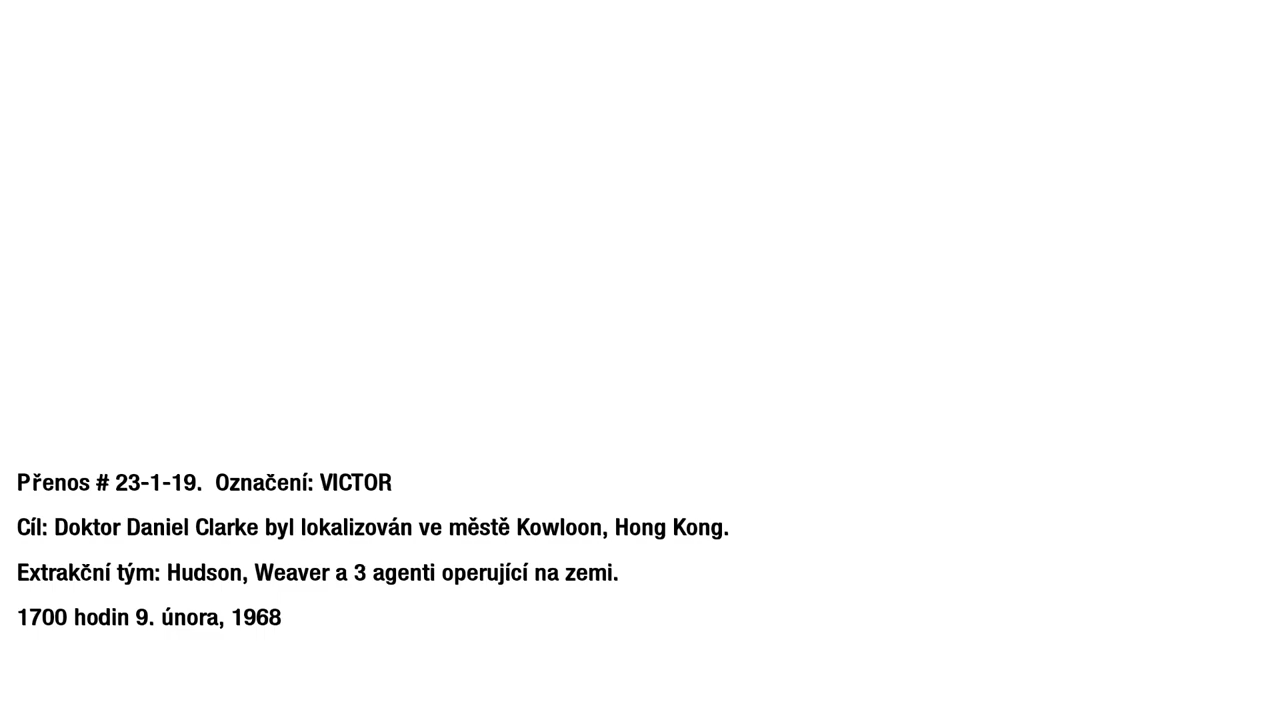 Přenos # 23-1-19.  Označení: VICTOR
Cíl: Doktor Daniel Clarke byl lokalizován ve městě Kowloon, Hong Kong.
Extrakční tým: Hudson, Weaver a 3 agenti operující na zemi.
1700 hodin 9. února, 1968